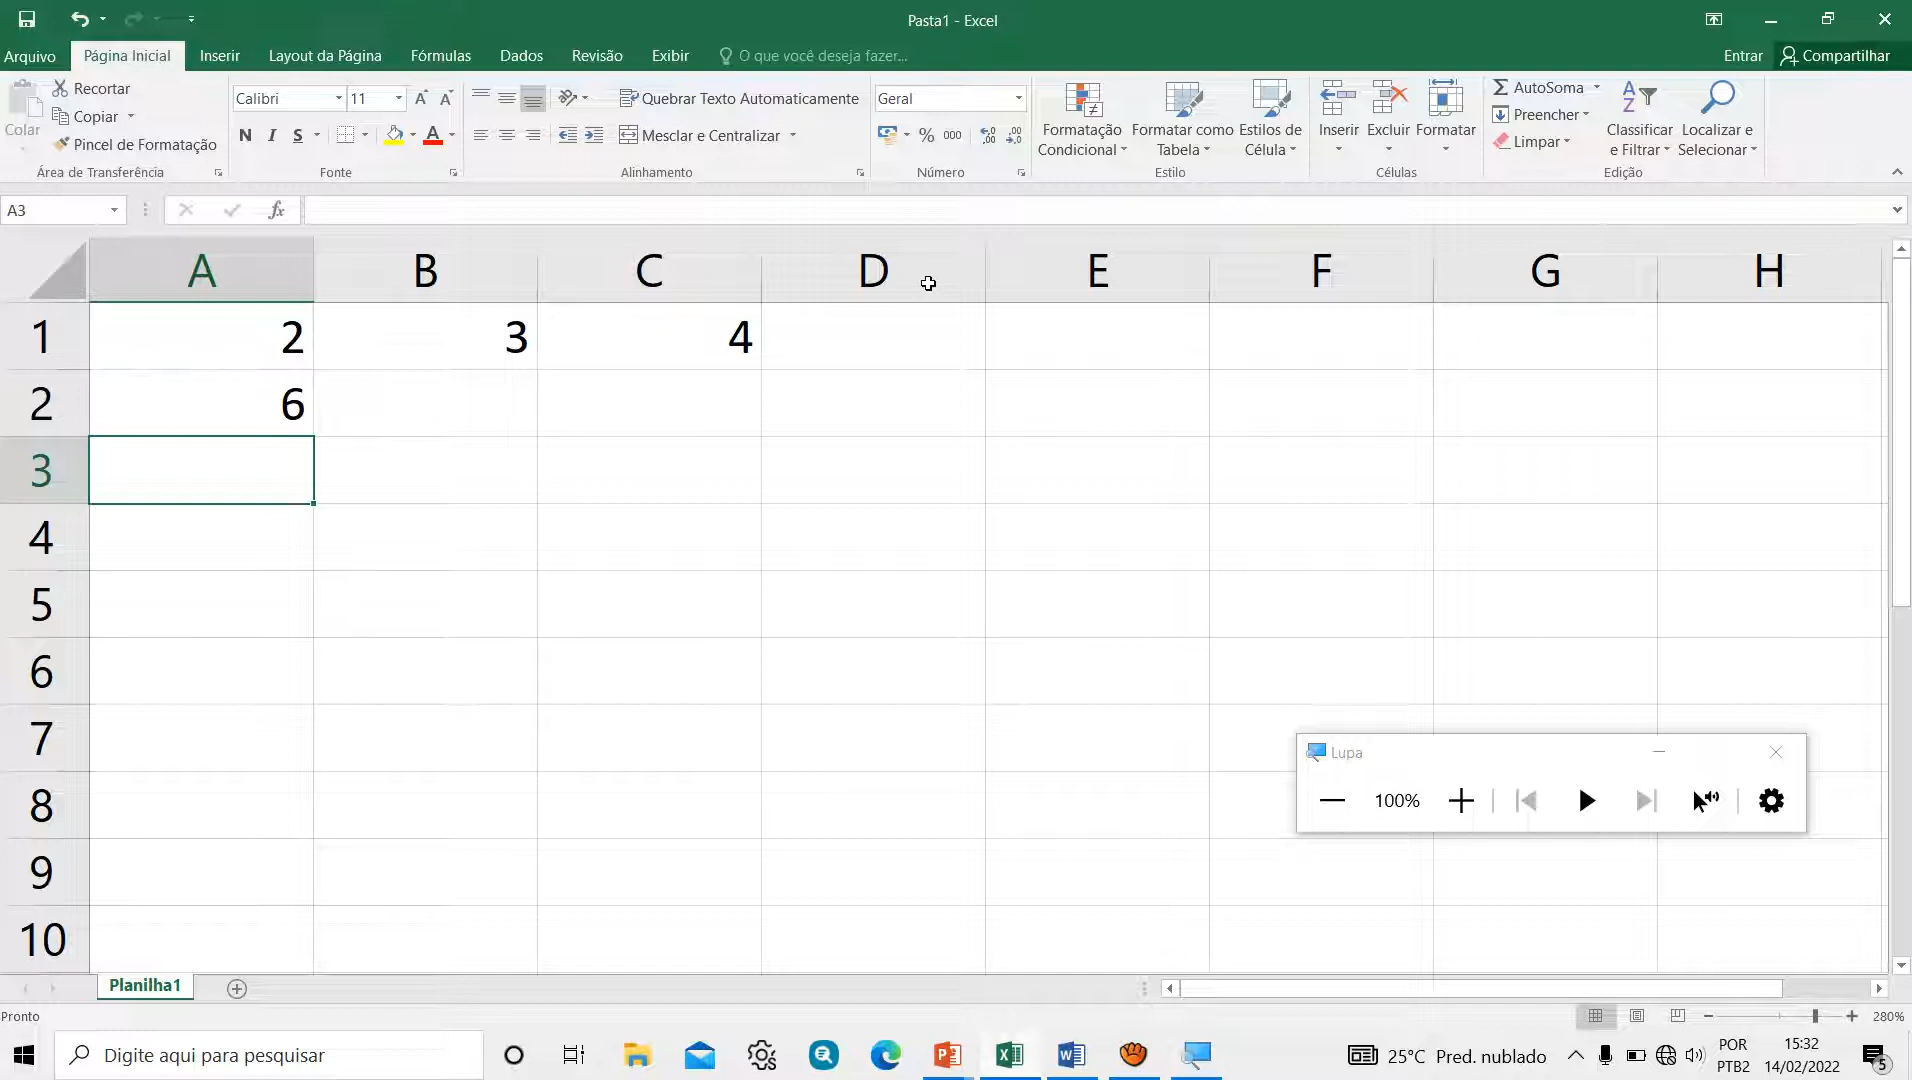 Pasta1 - Excel
Arquivo Página Inicial Inserir Layout da Página Fórmulas Dados Revisão Exibir O que você deseja fazer... Entrar Compartilhar
Colar Recortar
Copiar
Pincel de Formatação
Calibri 11
N I S
Quebrar Texto Automaticamente
Mesclar e Centralizar
Geral
% 000
Formatação Condicional
Formatar como Tabela
Estilos de Célula
Inserir Excluir Formatar
AutoSoma
Preencher
Limpar
Classificar e Filtrar
Localizar e Selecionar
Área de Transferência Fonte Alinhamento Número Estilo Células Edição
A3 fx
A B C D E F G H
1 2 3 4
2 6
3
4
5
6
7
8
9
10
Lupa
100%
Planilha1
Pronto 280%
Digite aqui para pesquisar 25°C Pred. nublado POR PTB2 15:32 14/02/2022 5